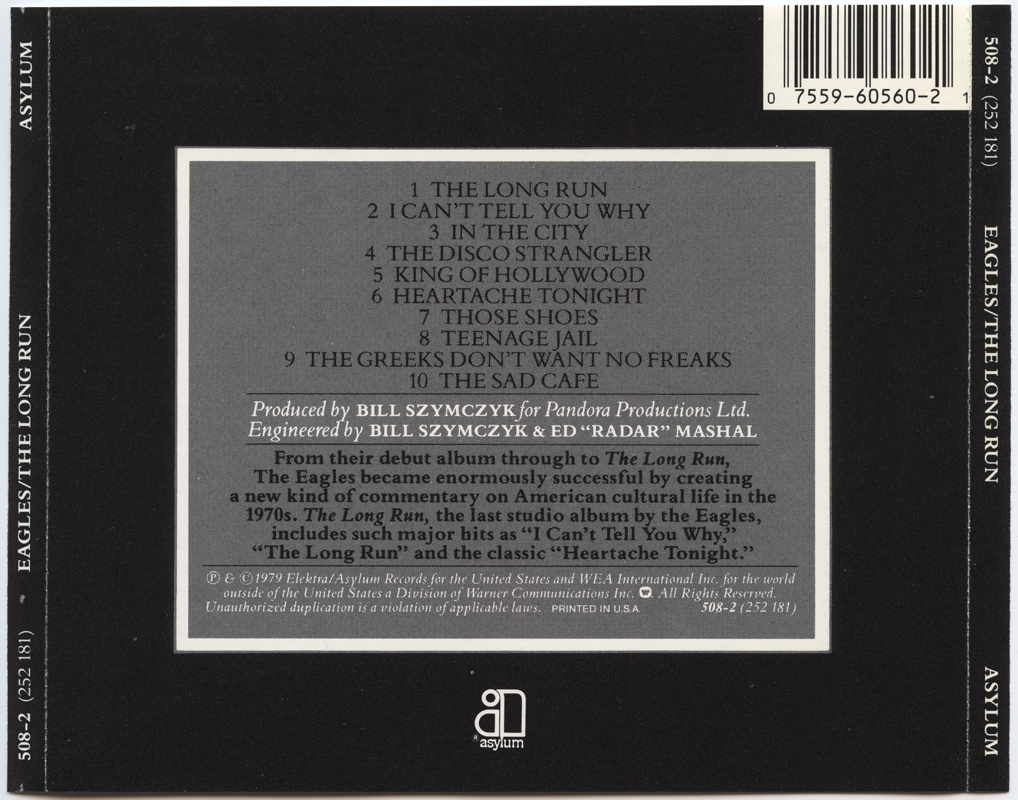 ASYLUM
EAGLES/THE LONG RUN
508-2 (252 181)
0 7559-60560-2 1
1 THE LONG RUN
2 I CAN'T TELL YOU WHY
3 IN THE CITY
4 THE DISCO STRANGLER
5 KING OF HOLLYWOOD
6 HEARTACHE TONIGHT
7 THOSE SHOES
8 TEENAGE JAIL
9 THE GREEKS DON'T WANT NO FREAKS
10 THE SAD CAFE
Produced by BILL SZYMCZYK for Pandora Productions Ltd.
Engineered by BILL SZYMCZYK & ED “RADAR” MASHAL
From their debut album through to The Long Run,
The Eagles became enormously successful by creating
a new kind of commentary on American cultural life in the
1970s. The Long Run, the last studio album by the Eagles,
includes such major hits as “I Can't Tell You Why,”
“The Long Run” and the classic “Heartache Tonight.”
Ⓟ & © 1979 Elektra/Asylum Records for the United States and WEA International Inc. for the world
outside of the United States a Division of Warner Communications Inc. All Rights Reserved.
Unauthorized duplication is a violation of applicable laws. PRINTED IN U.S.A. 508-2 (252 181)
asylum
508-2 (252 181)
EAGLES/THE LONG RUN
ASYLUM